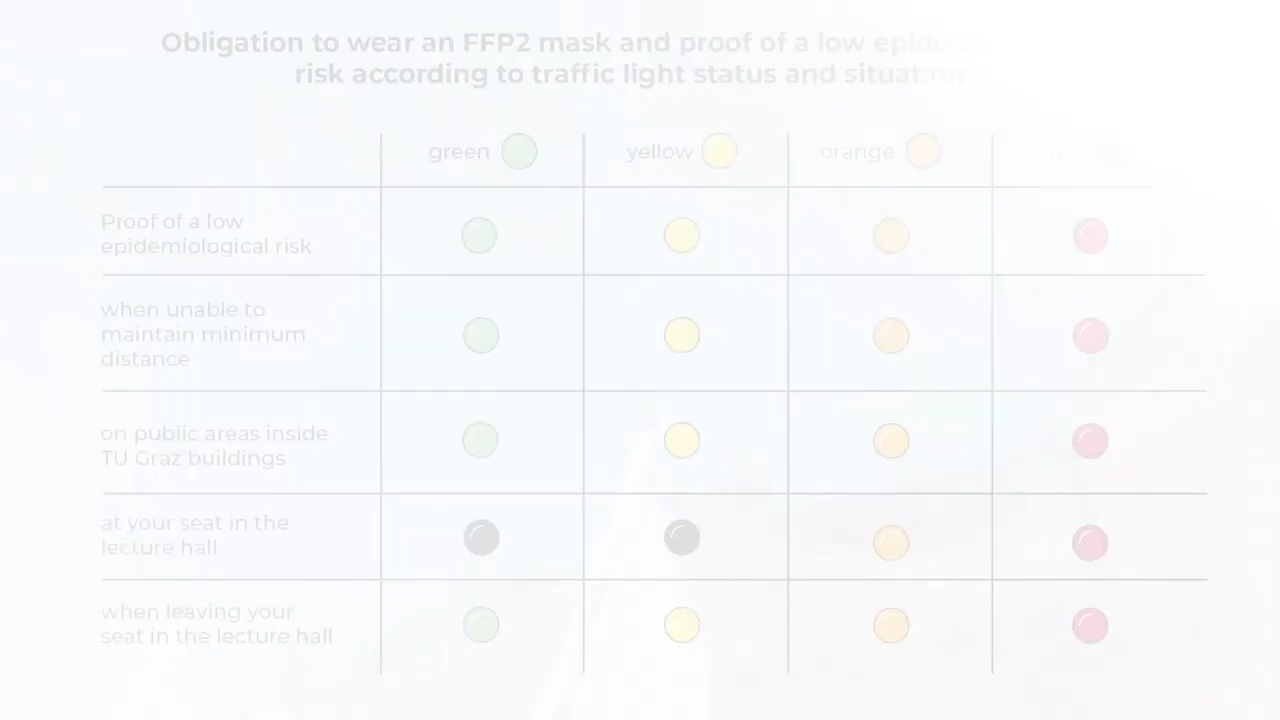 Obligation to wear an FFP2 mask and proof of a low
risk according to traffic light status and situation
green
yellow
orange
Proof of a low
epidemiological risk
when unable to
maintain minimum
distance
on public areas inside
TU Graz buildings
at your seat in the
lecture hall
when leaving your
seat in the lecture hall